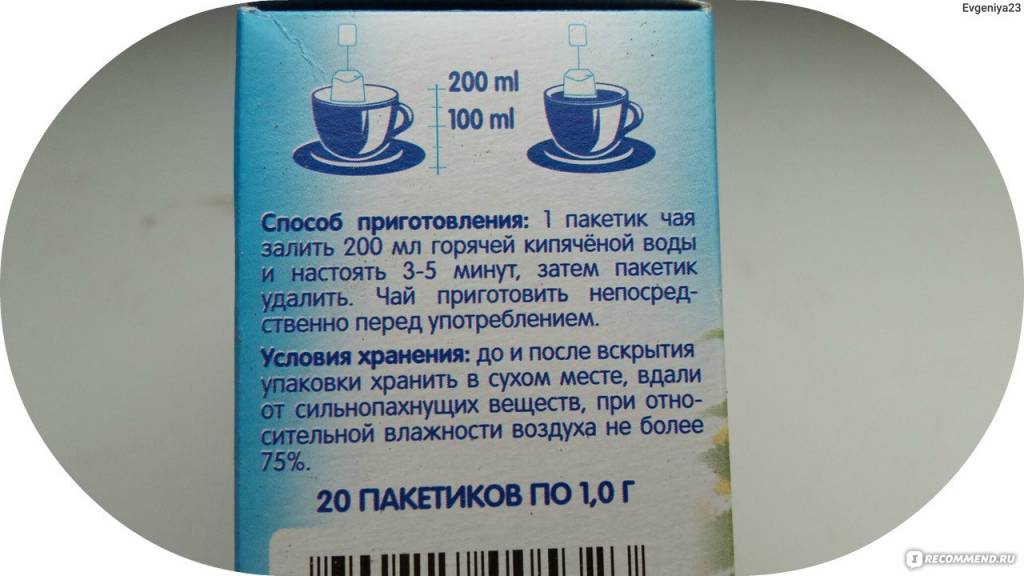 Evgeniya23
200 ml
100 ml
Способ приготовления: 1 пакетик чая
залить 200 мл горячей кипячёной воды
и настоять 3-5 минут, затем пакетик
удалить. Чай приготовить непосред-
ственно перед употреблением.
Условия хранения: до и после вскрытия
упаковки хранить в сухом месте, вдали
от сильнопахнущих веществ, при отно-
сительной влажности воздуха не более
75%.
20 ПАКЕТИКОВ ПО 1,0 Г
IRECOMMEND.RU